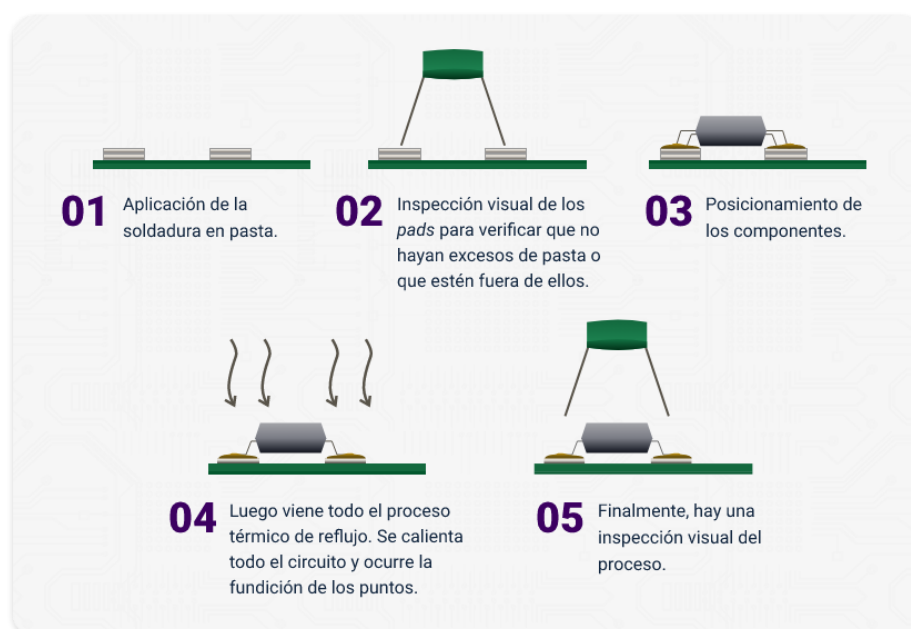 01
Aplicación de la
soldadura en pasta.
02
Inspección visual de los
pads para verificar que no
hayan excesos de pasta o
que estén fuera de ellos.
03
Posicionamiento de
los componentes.
04
Luego viene todo el proceso
térmico de reflujo. Se calienta
todo el circuito y ocurre la
fundición de los puntos.
05
Finalmente, hay una
inspección visual del
proceso.